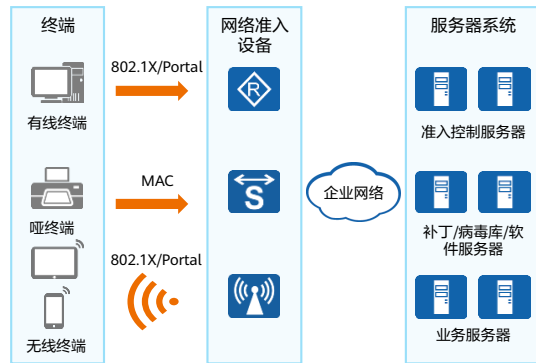 终端
网络准入
设备
服务器系统
802.1X/Portal
R
有线终端
准入控制服务器
MAC
S
企业网络
哑终端
补丁/病毒库/软
件服务器
802.1X/Portal
无线终端
业务服务器